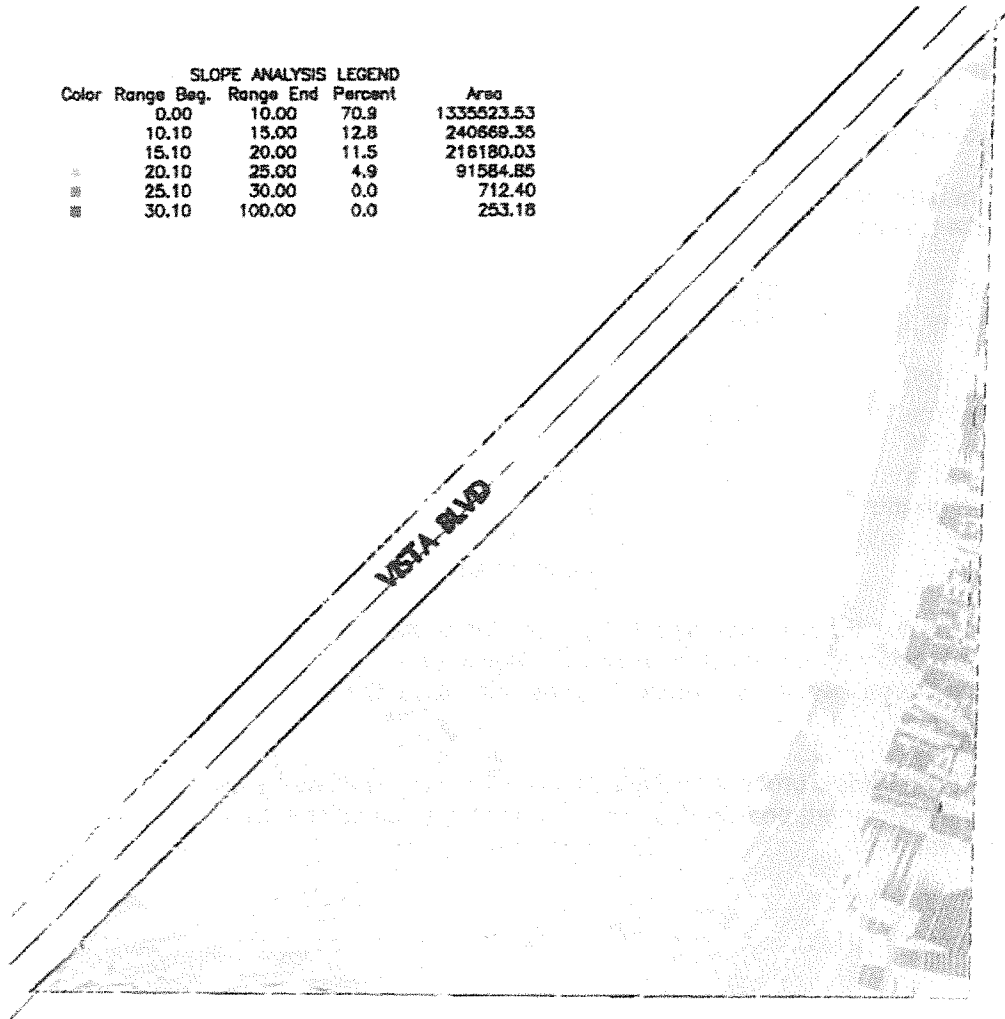 SLOPE ANALYSIS LEGEND
Color Range Beg. Range End Percent Area
0.00 10.00 70.9 1335523.53
10.10 15.00 12.8 240669.35
15.10 20.00 11.5 216180.03
20.10 25.00 4.9 91584.85
25.10 30.00 0.0 712.40
30.10 100.00 0.0 253.18
VISTA BLVD